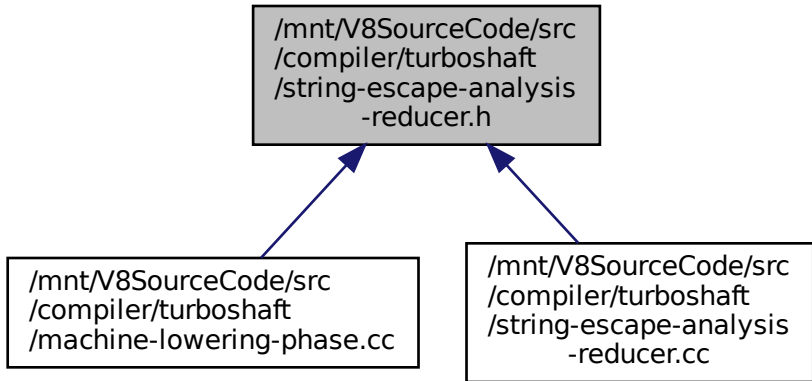 /mnt/V8SourceCode/src
/compiler/turboshaft
/string-escape-analysis
-reducer.h
/mnt/V8SourceCode/src
/compiler/turboshaft
/machine-lowering-phase.cc
/mnt/V8SourceCode/src
/compiler/turboshaft
/string-escape-analysis
-reducer.cc